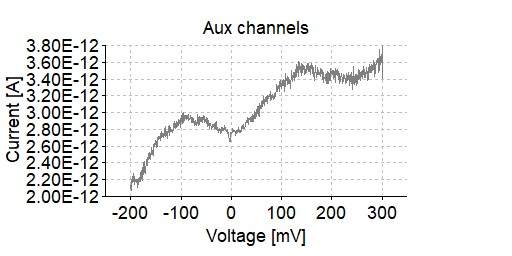 Aux channels
3.80E-12
3.60E-12
3.40E-12
3.20E-12
3.00E-12
2.80E-12
2.60E-12
2.40E-12
2.20E-12
2.00E-12
Current [A]
-200 -100 0 100 200 300
Voltage [mV]